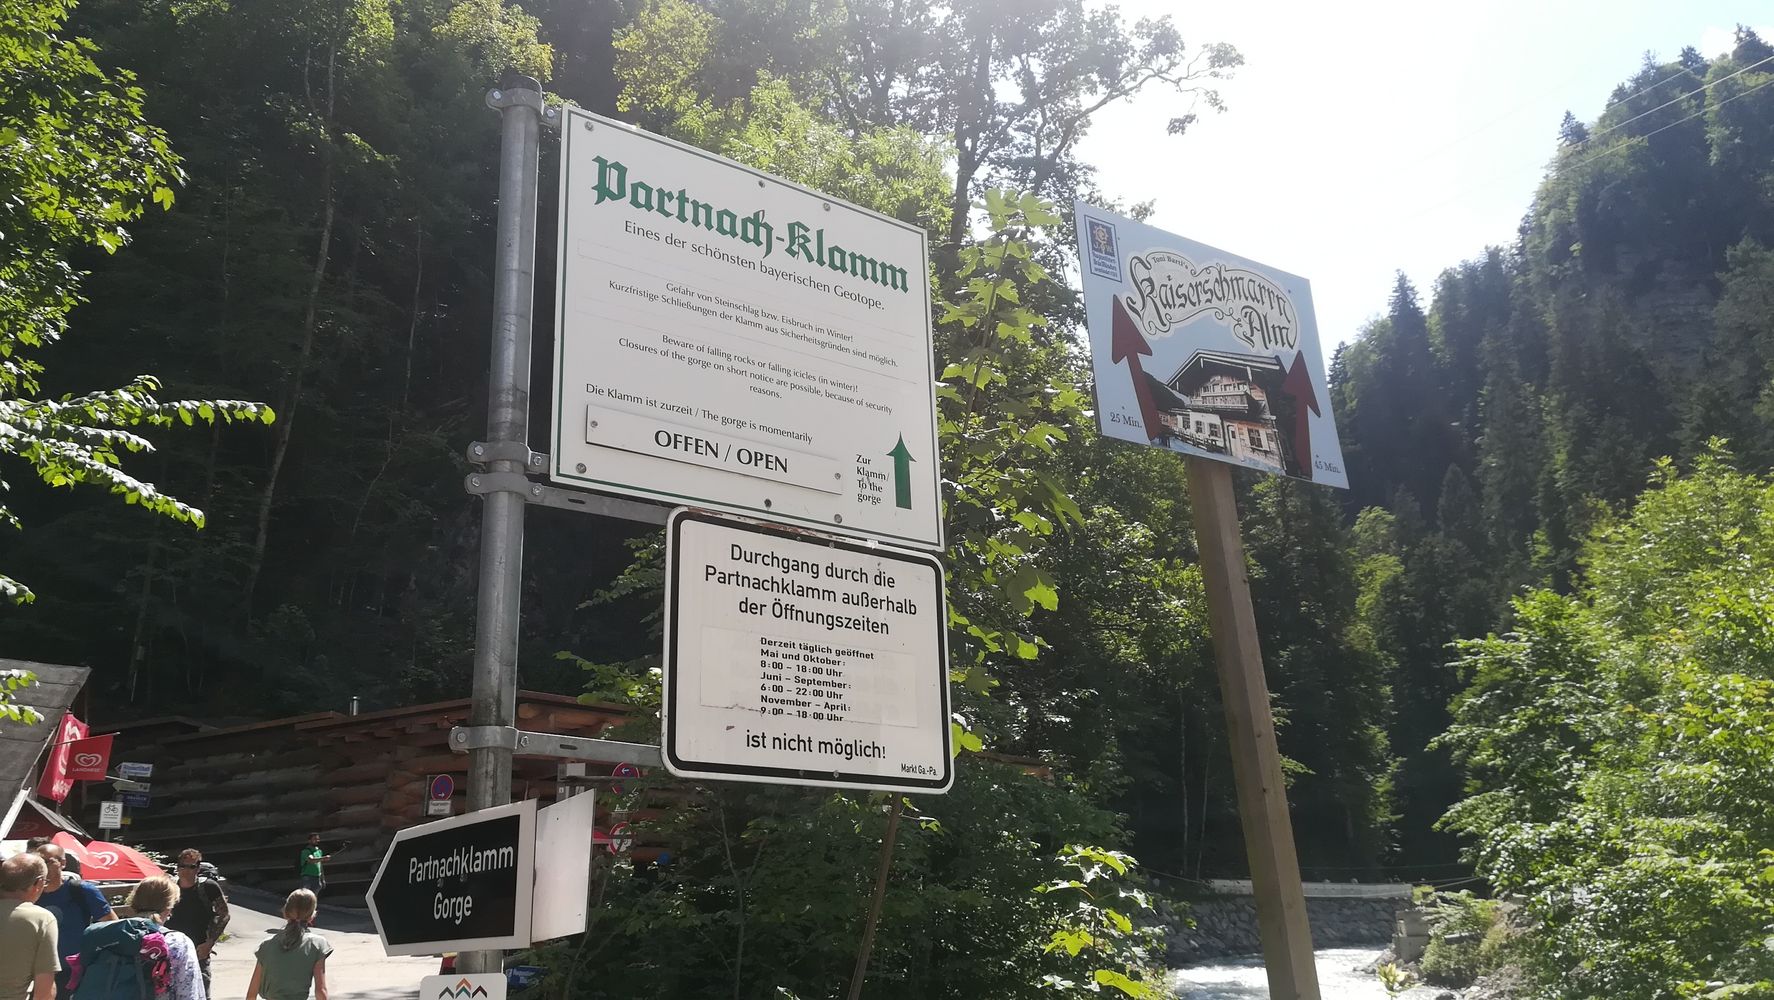 Partnach-Klamm
Eines der schönsten bayerischen Geotope.
Gefahr von Steinschlag bzw. Eisbruch im Winter!
Kurzfristige Schließungen der Klamm aus Sicherheitsgründen sind möglich.
Beware of falling rocks or falling icicles (in winter)!
Closures of the gorge on short notice are possible, because of security
reasons.
Die Klamm ist zurzeit / The gorge is momentarily
OFFEN / OPEN
Zur
Klamm/
To the
gorge
Durchgang durch die
Partnachklamm außerhalb
der Öffnungszeiten
Derzeit täglich geöffnet
Mai und Oktober:
8:00 – 18:00 Uhr
Juni – September:
6:00 – 22:00 Uhr
November – April:
9:00 – 18:00 Uhr
ist nicht möglich!
Markt Ga.-Pa.
Toni Barzl's
Kaiserschmarrn
Alm
25 Min.
45 Min.
Partnachklamm
Gorge
LANGNESE